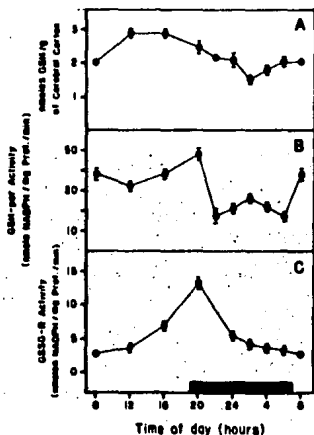 A
nmoles GSH/g
of Cerebral Cortex
3
2
1
B
GSH-per Activity
(nmoles NADPH/mg Prot./min)
50
10
C
GSSG-R Activity
(nmoles NADPH/mg Prot./min)
15
10
5
0
8 12 16 20 24 4 8
Time of day (hours)